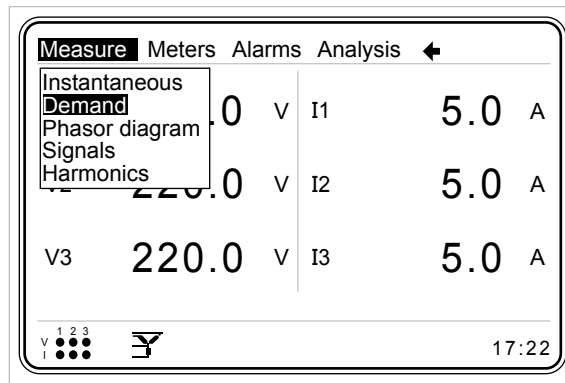 Measure Meters Alarms Analysis
Instantaneous
Demand
Phasor diagram
Signals
Harmonics
.0 V I1 5.0 A
220.0 V I2 5.0 A
V3 220.0 V I3 5.0 A
1 2 3
V
I
17:22